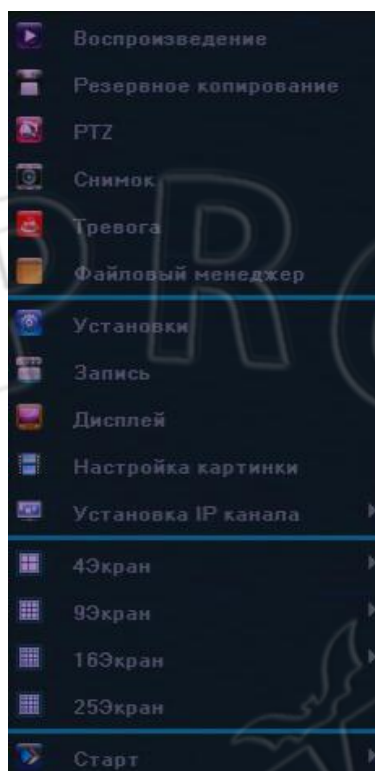 Воспроизведение
Резервное копирование
PTZ
Снимок
Тревога
Файловый менеджер
Установки
Запись
Дисплей
Настройка картинки
Установка IP канала
4Экран
9Экран
16Экран
25Экран
Старт